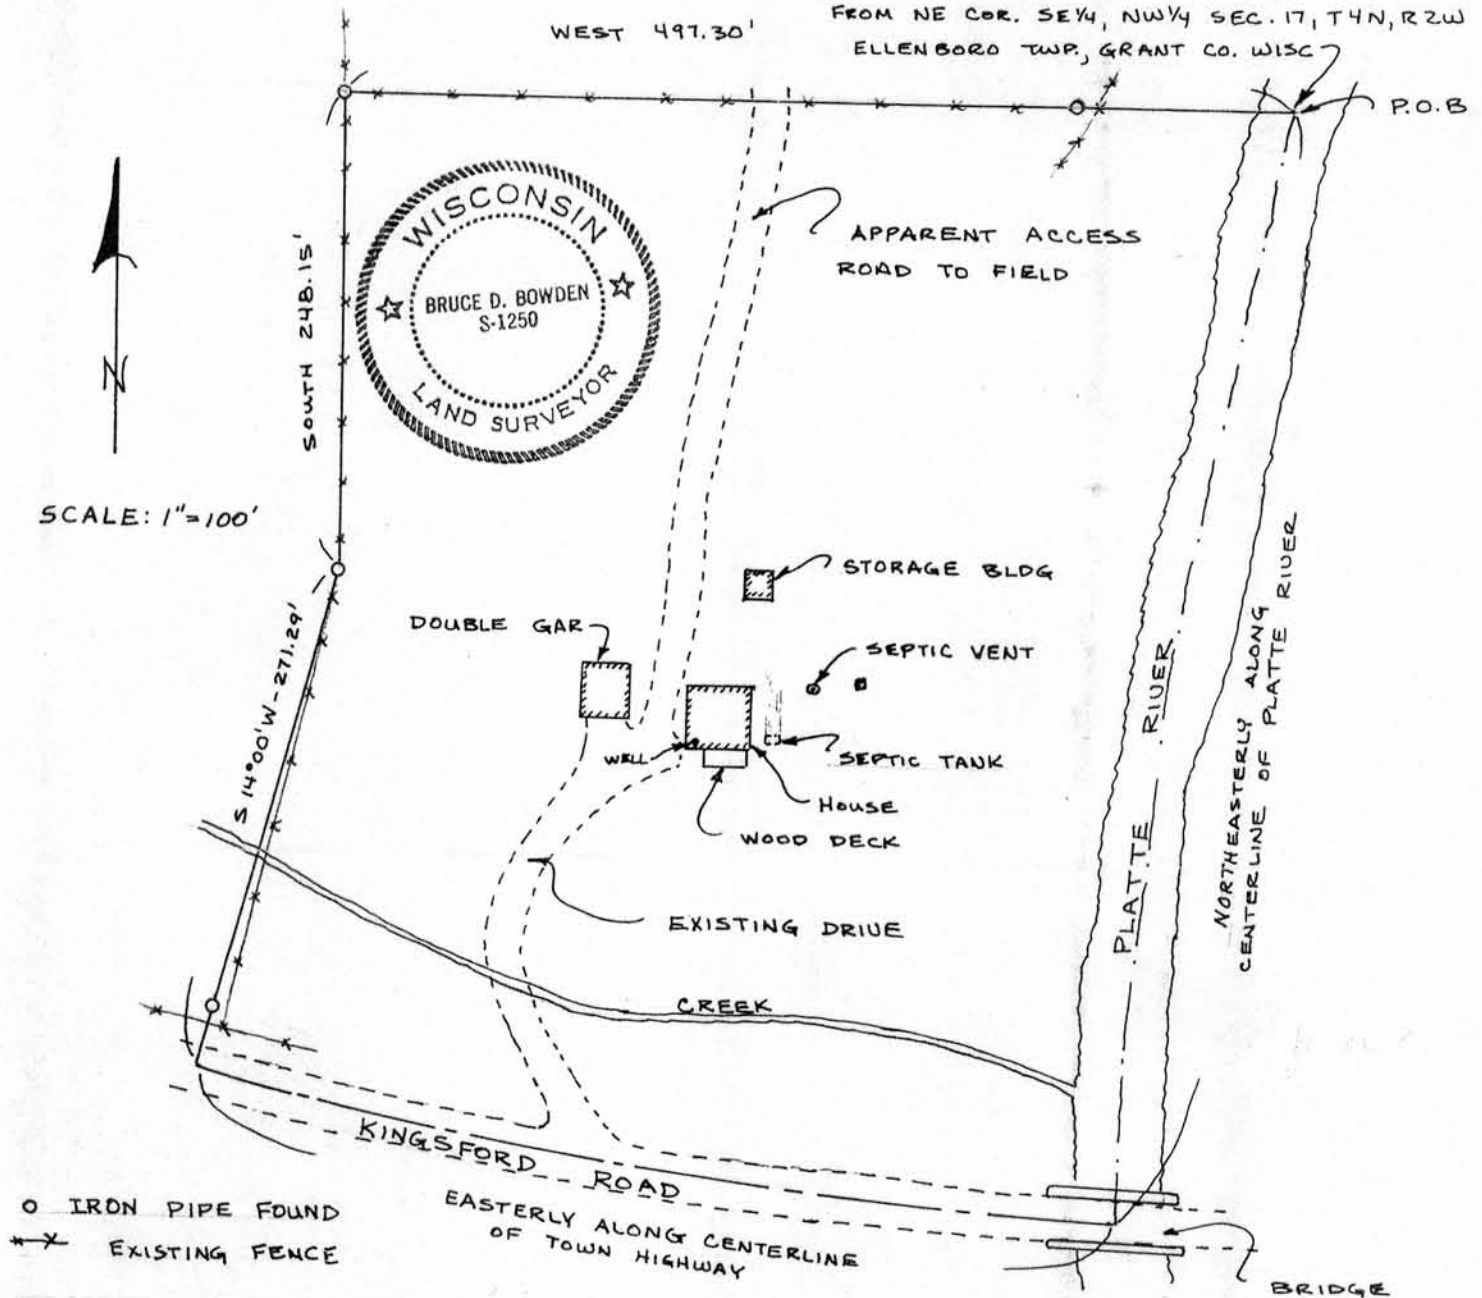 WEST 497.30'
FROM NE COR. SE¼, NW¼ SEC. 17, T4N, R2W
ELLENBORO TWP., GRANT CO. WISC
P.O.B
WISCONSIN
BRUCE D. BOWDEN
S-1250
LAND SURVEYOR
APPARENT ACCESS
ROAD TO FIELD
SOUTH 248.15'
N
SCALE: 1"=100'
STORAGE BLDG
DOUBLE GAR
SEPTIC VENT
S 14°00'W-271.29'
WELL
SEPTIC TANK
HOUSE
WOOD DECK
PLATTE RIVER
NORTHEASTERLY ALONG
CENTERLINE OF PLATTE RIVER
EXISTING DRIVE
CREEK
KINGSFORD ROAD
O IRON PIPE FOUND
EXISTING FENCE
EASTERLY ALONG CENTERLINE
OF TOWN HIGHWAY
BRIDGE